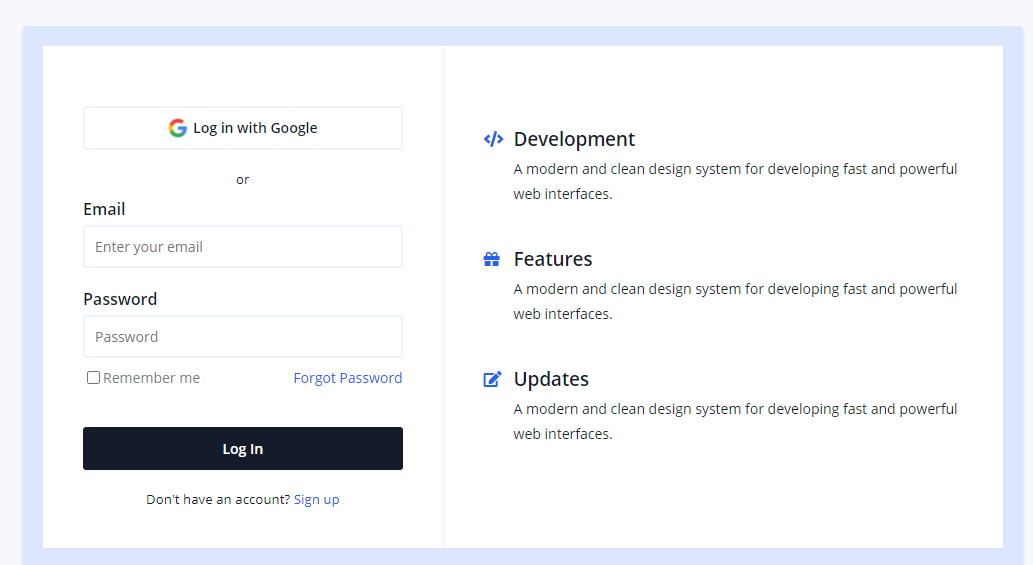 Log in with Google
or
Email
Enter your email
Password
Password
Remember me
Forgot Password
Log In
Don't have an account? Sign up
Development
A modern and clean design system for developing fast and powerful
web interfaces.
Features
A modern and clean design system for developing fast and powerful
web interfaces.
Updates
A modern and clean design system for developing fast and powerful
web interfaces.